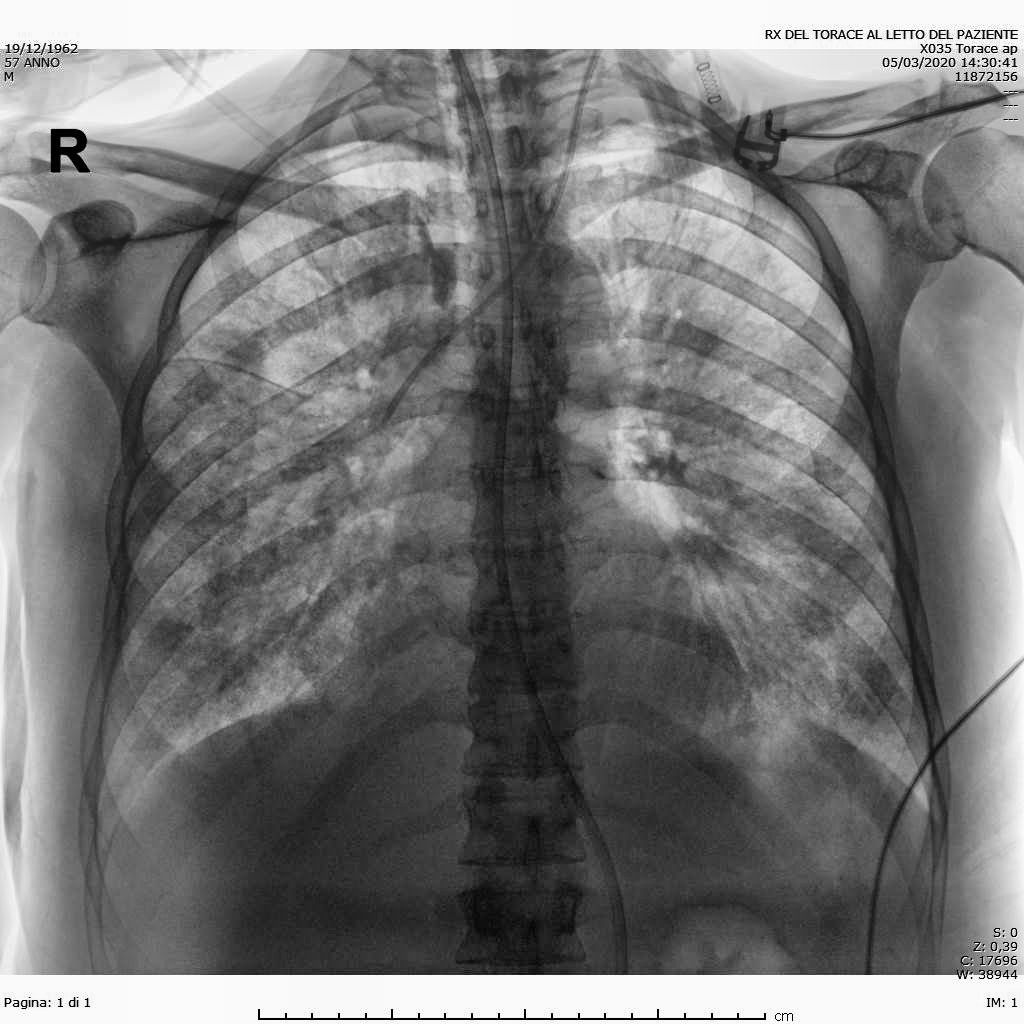 19/12/1962
57 ANNO
M
RX DEL TORACE AL LETTO DEL PAZIENTE
X035 Torace ap
05/03/2020 14:30:41
11872156
---
---
---
R
S: 0
Z: 0,39
C: 17696
W: 38944
Pagina: 1 di 1
IM: 1
cm